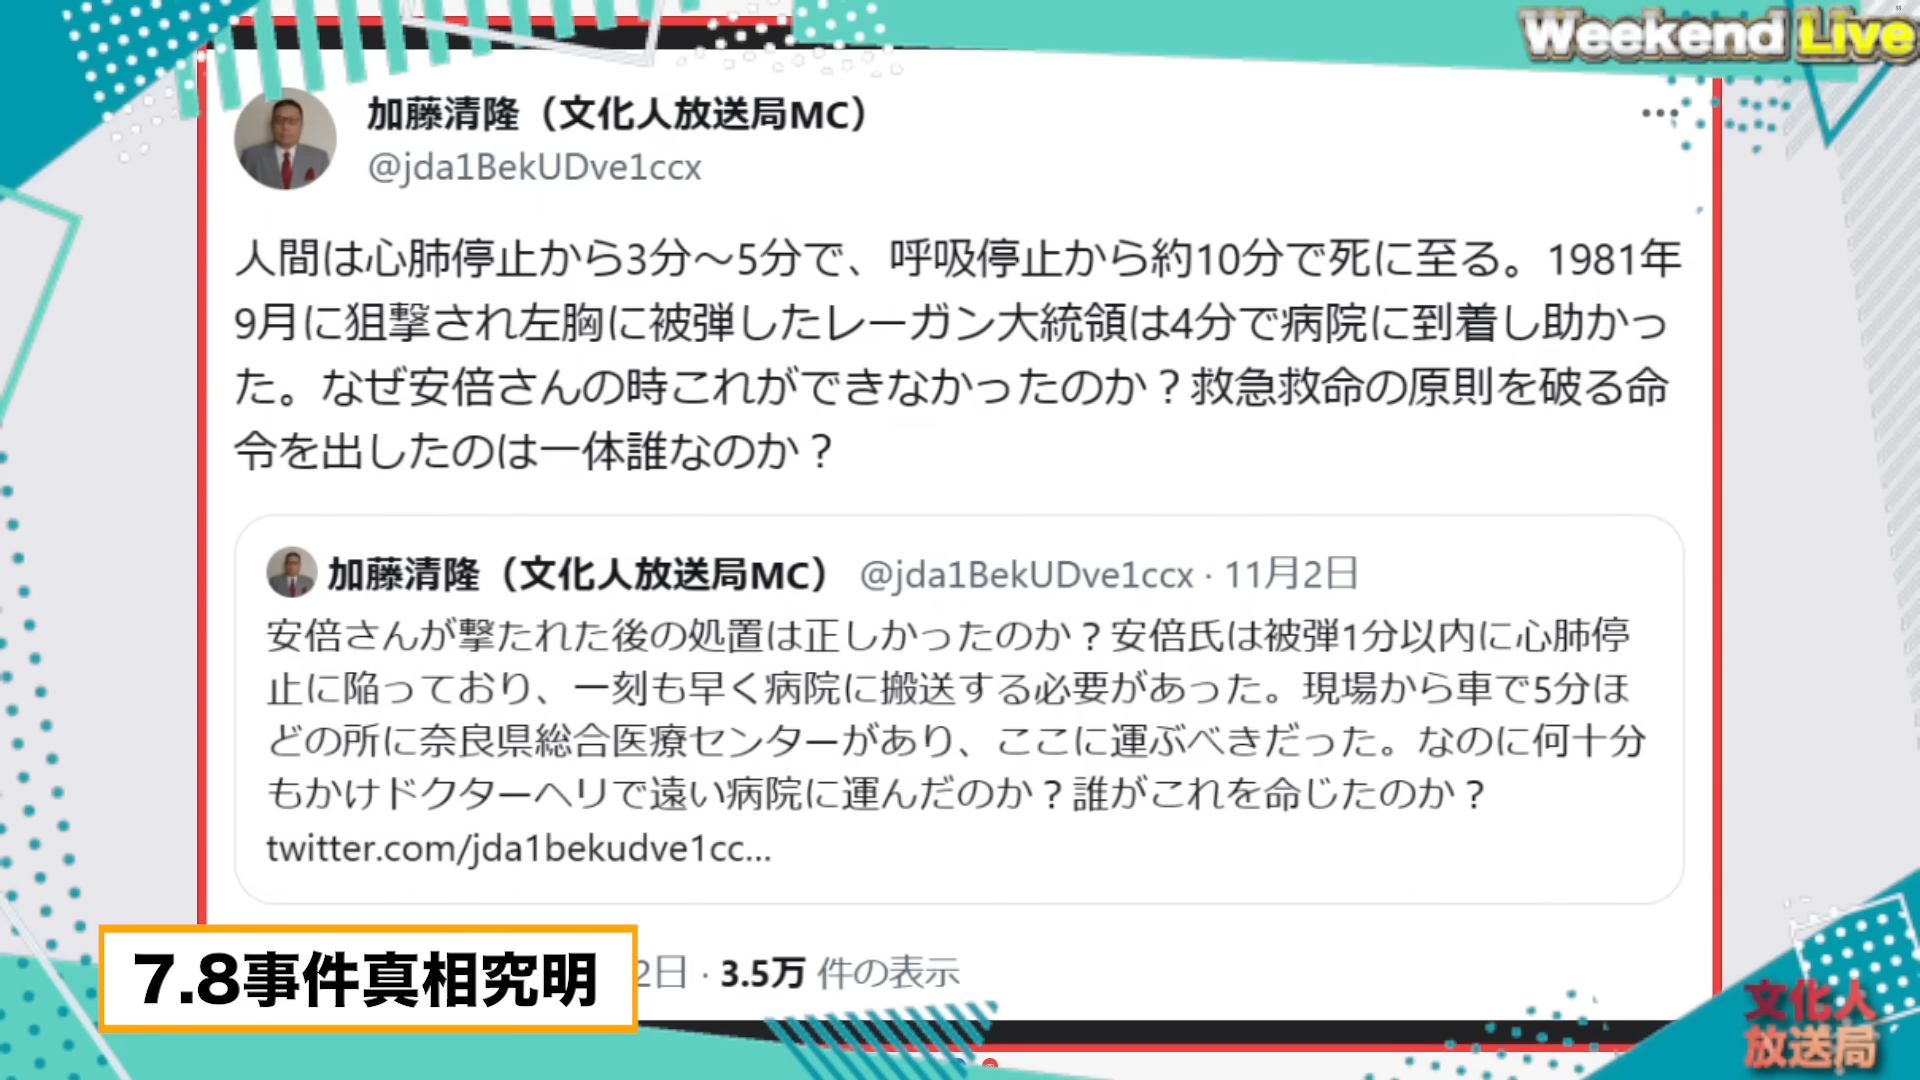 Weekend Live
加藤清隆（文化人放送局MC）
@jda1BekUDve1ccx
人間は心肺停止から3分～5分で、呼吸停止から約10分で死に至る。1981年
9月に狙撃され左胸に被弾したレーガン大統領は4分で病院に到着し助かっ
た。なぜ安倍さんの時これができなかったのか？救急救命の原則を破る命
令を出したのは一体誰なのか？
加藤清隆（文化人放送局MC） @jda1BekUDve1ccx · 11月2日
安倍さんが撃たれた後の処置は正しかったのか？安倍氏は被弾1分以内に心肺停
止に陥っており、一刻も早く病院に搬送する必要があった。現場から車で5分ほ
どの所に奈良県総合医療センターがあり、ここに運ぶべきだった。なのに何十分
もかけドクターヘリで遠い病院に運んだのか？誰がこれを命じたのか？
twitter.com/jda1bekudve1cc…
7.8事件真相究明
2日 · 3.5万 件の表示
文化人
放送局